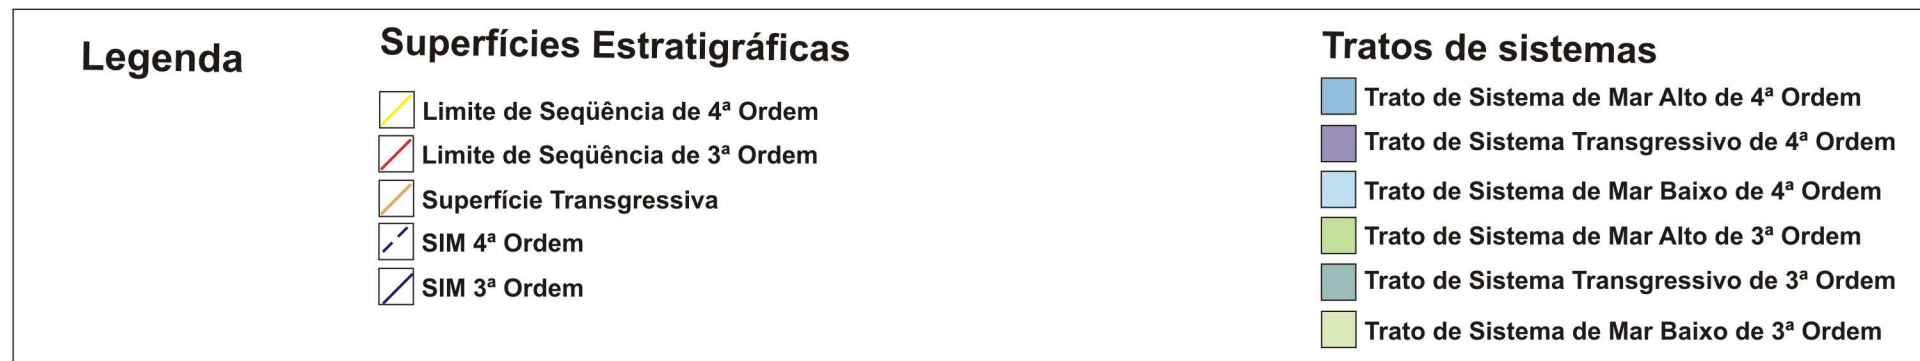 Legenda
Superfícies Estratigráficas
Limite de Seqüência de 4ª Ordem
Limite de Seqüência de 3ª Ordem
Superfície Transgressiva
SIM 4ª Ordem
SIM 3ª Ordem
Tratos de sistemas
Trato de Sistema de Mar Alto de 4ª Ordem
Trato de Sistema Transgressivo de 4ª Ordem
Trato de Sistema de Mar Baixo de 4ª Ordem
Trato de Sistema de Mar Alto de 3ª Ordem
Trato de Sistema Transgressivo de 3ª Ordem
Trato de Sistema de Mar Baixo de 3ª Ordem